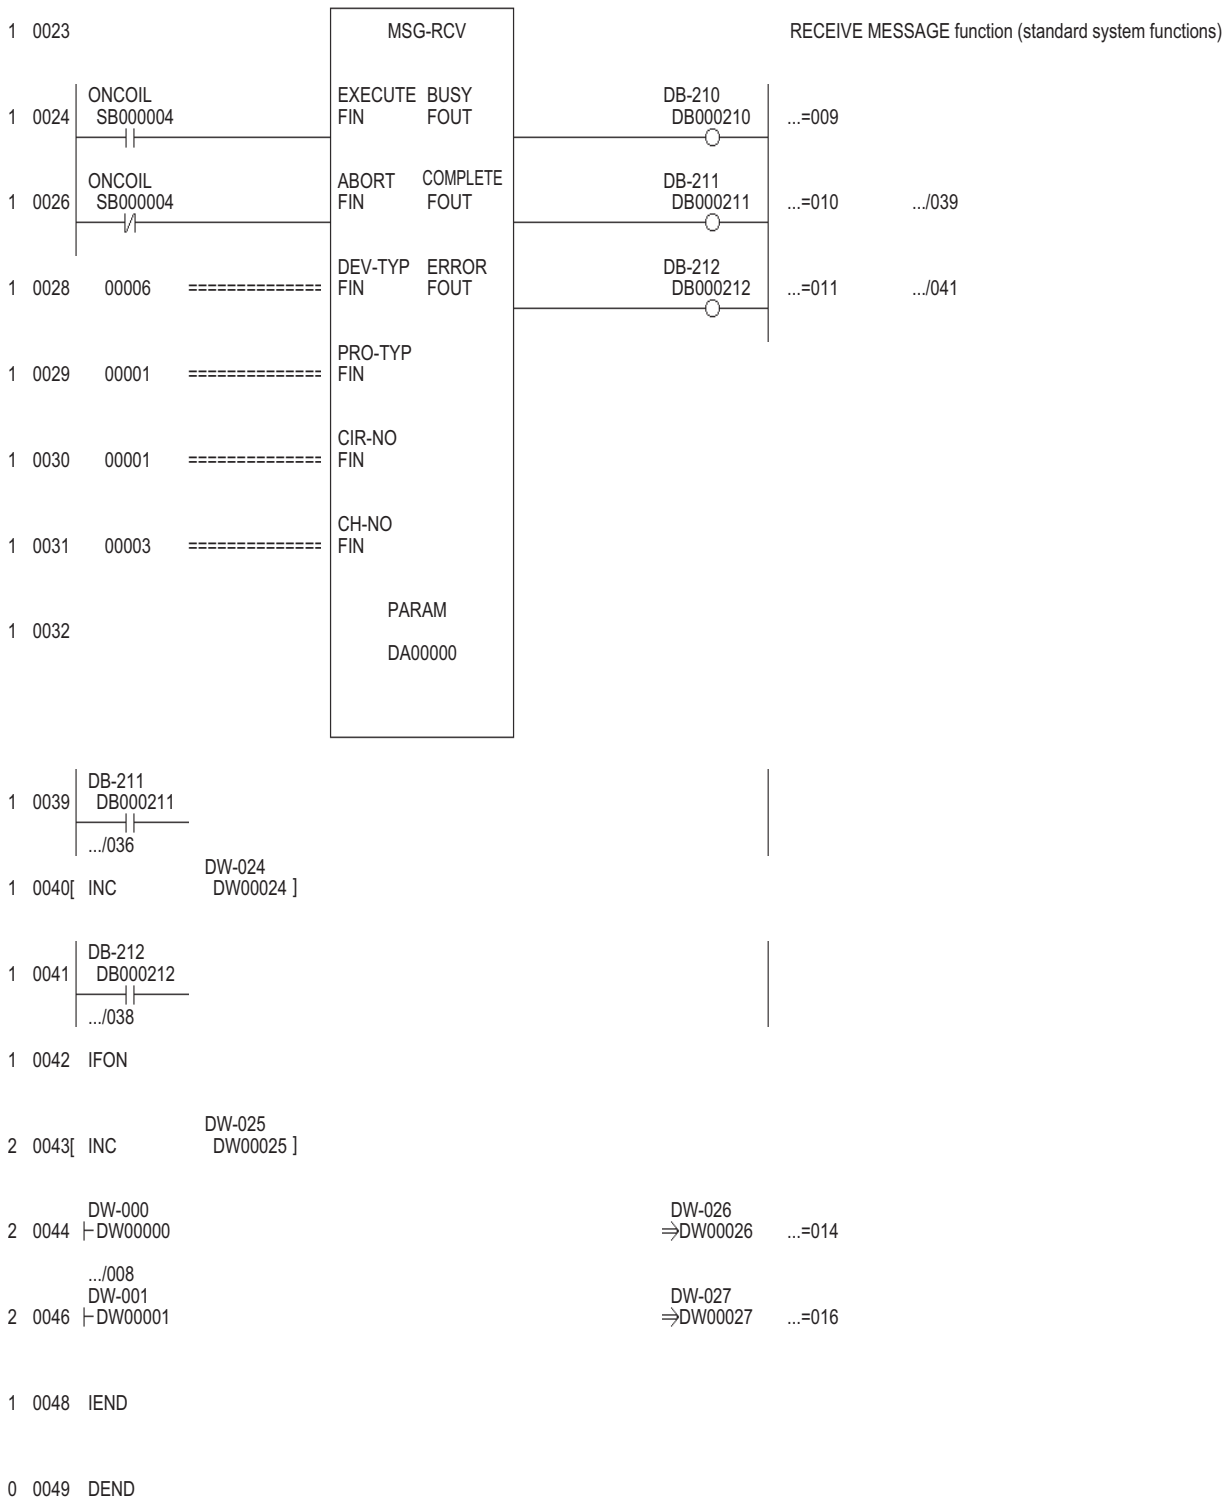 1 0023 MSG-RCV RECEIVE MESSAGE function (standard system functions)
ONCOIL EXECUTE BUSY DB-210
1 0024 SB000004 FIN FOUT DB000210 ...=009
ONCOIL ABORT COMPLETE DB-211
1 0026 SB000004 FIN FOUT DB000211 ...=010 .../039
DEV-TYP ERROR DB-212
1 0028 00006 ============== FIN FOUT DB000212 ...=011 .../041
PRO-TYP
1 0029 00001 ============== FIN
CIR-NO
1 0030 00001 ============== FIN
CH-NO
1 0031 00003 ============== FIN
PARAM
1 0032
DA00000
DB-211
1 0039 DB000211
.../036
DW-024
1 0040[ INC DW00024 ]
DB-212
1 0041 DB000212
.../038
1 0042 IFON
DW-025
2 0043[ INC DW00025 ]
DW-000 DW-026
2 0044 ├ DW00000 ⇒DW00026 ...=014
.../008
DW-001 DW-027
2 0046 ├ DW00001 ⇒DW00027 ...=016
1 0048 IEND
0 0049 DEND